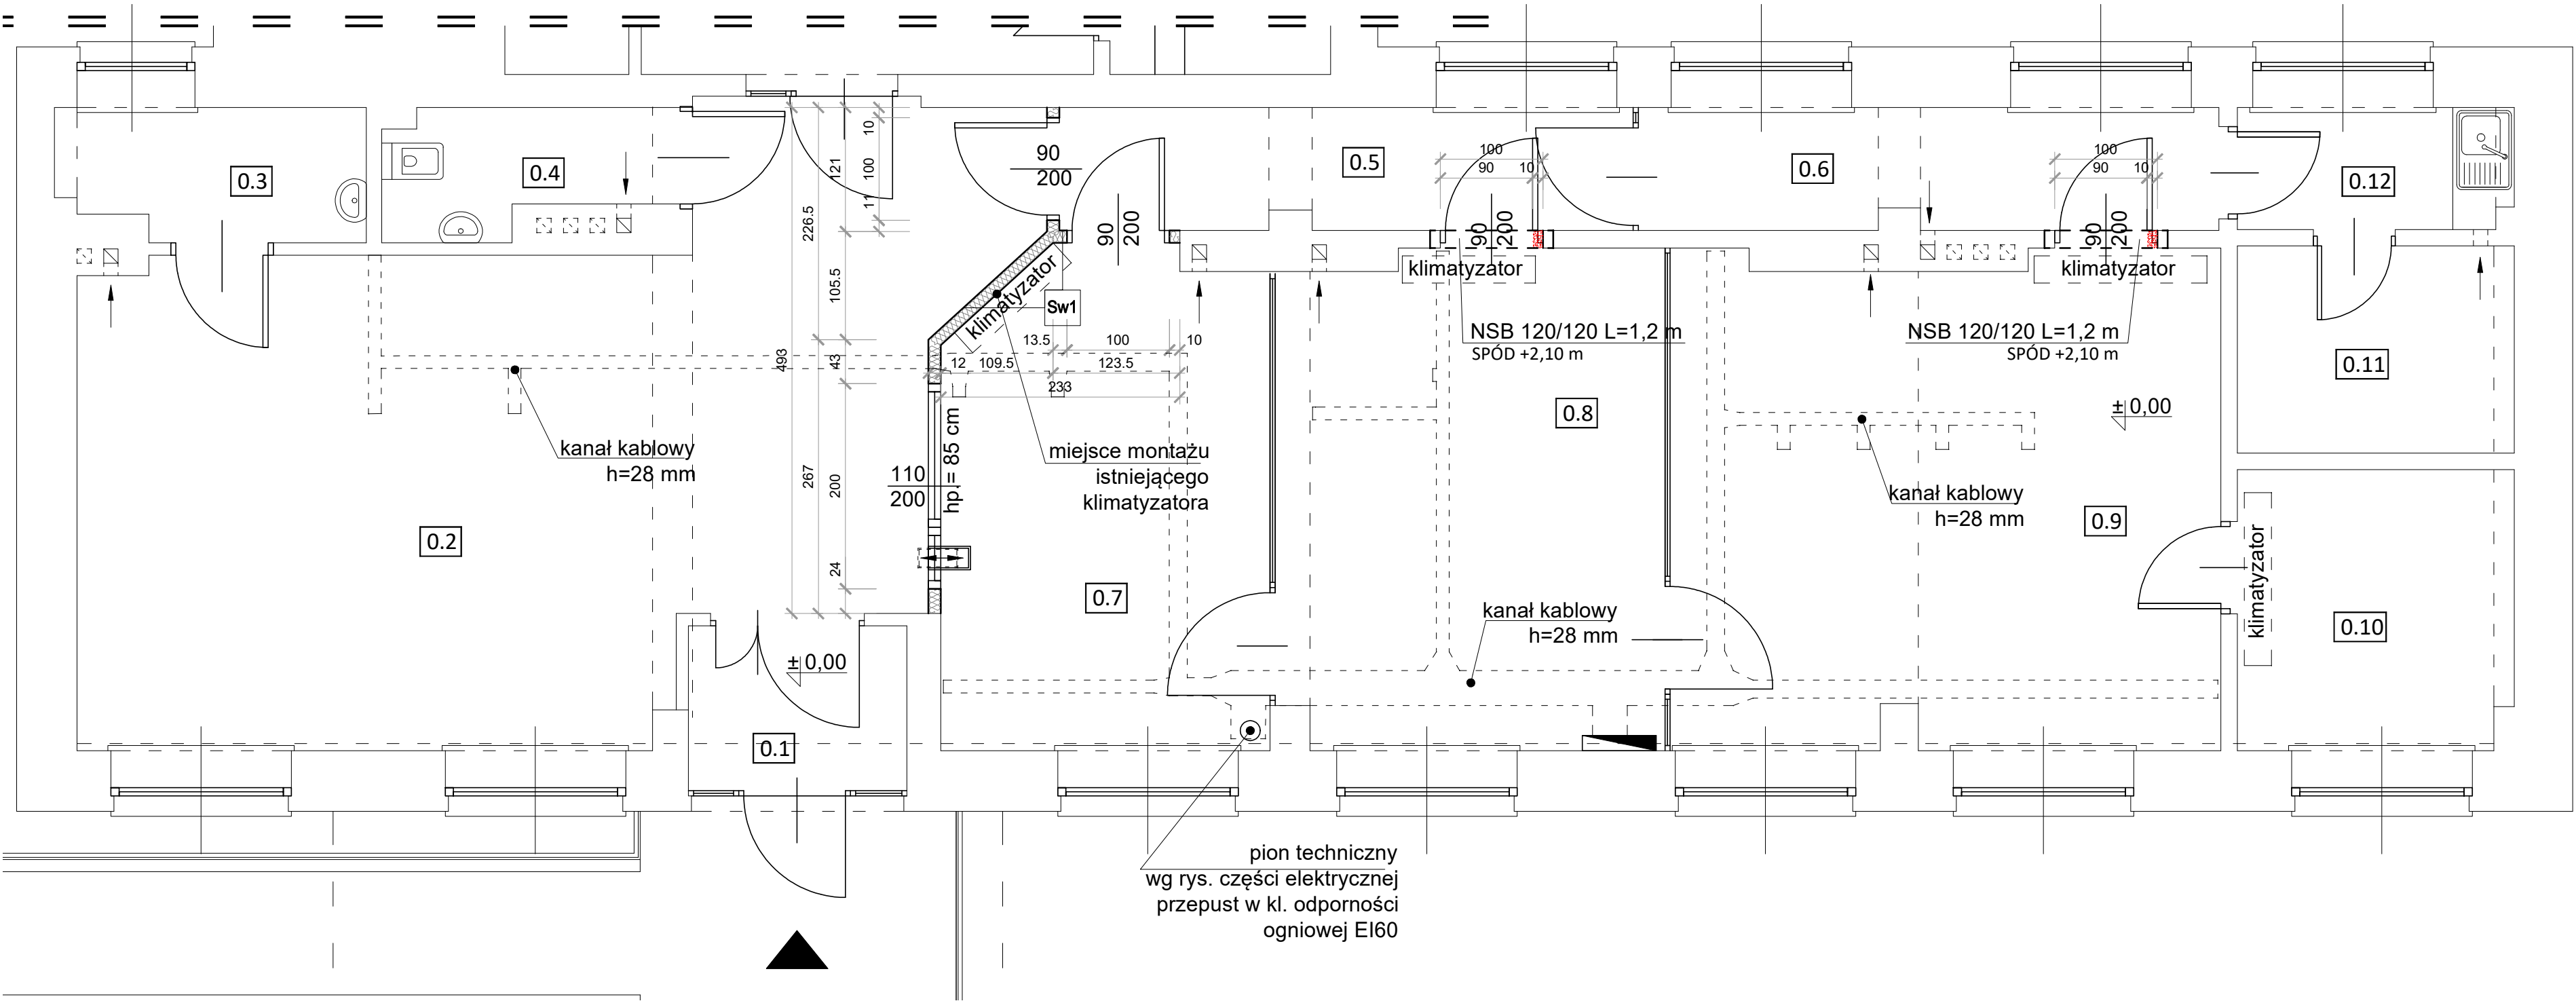 0.3
0.4
0.5
0.6
0.12
90
200
90
200
100
90
10
90
200
100
90
10
90
200
10
121
100
11
226.5
105.5
493
43
267
200
24
klimatyzator
Sw1
klimatyzator
klimatyzator
NSB 120/120 L=1,2 m
SPÓD +2,10 m
NSB 120/120 L=1,2 m
SPÓD +2,10 m
13.5
100
10
12
109.5
123.5
233
0.11
0.8
± 0,00
kanał kablowy
h=28 mm
110
200
hp.= 85 cm
miejsce montażu
istniejącego
klimatyzatora
kanał kablowy
h=28 mm
0.2
0.9
klimatyzator
0.7
kanał kablowy
h=28 mm
0.10
± 0,00
0.1
pion techniczny
wg rys. części elektrycznej
przepust w kl. odporności
ogniowej EI60